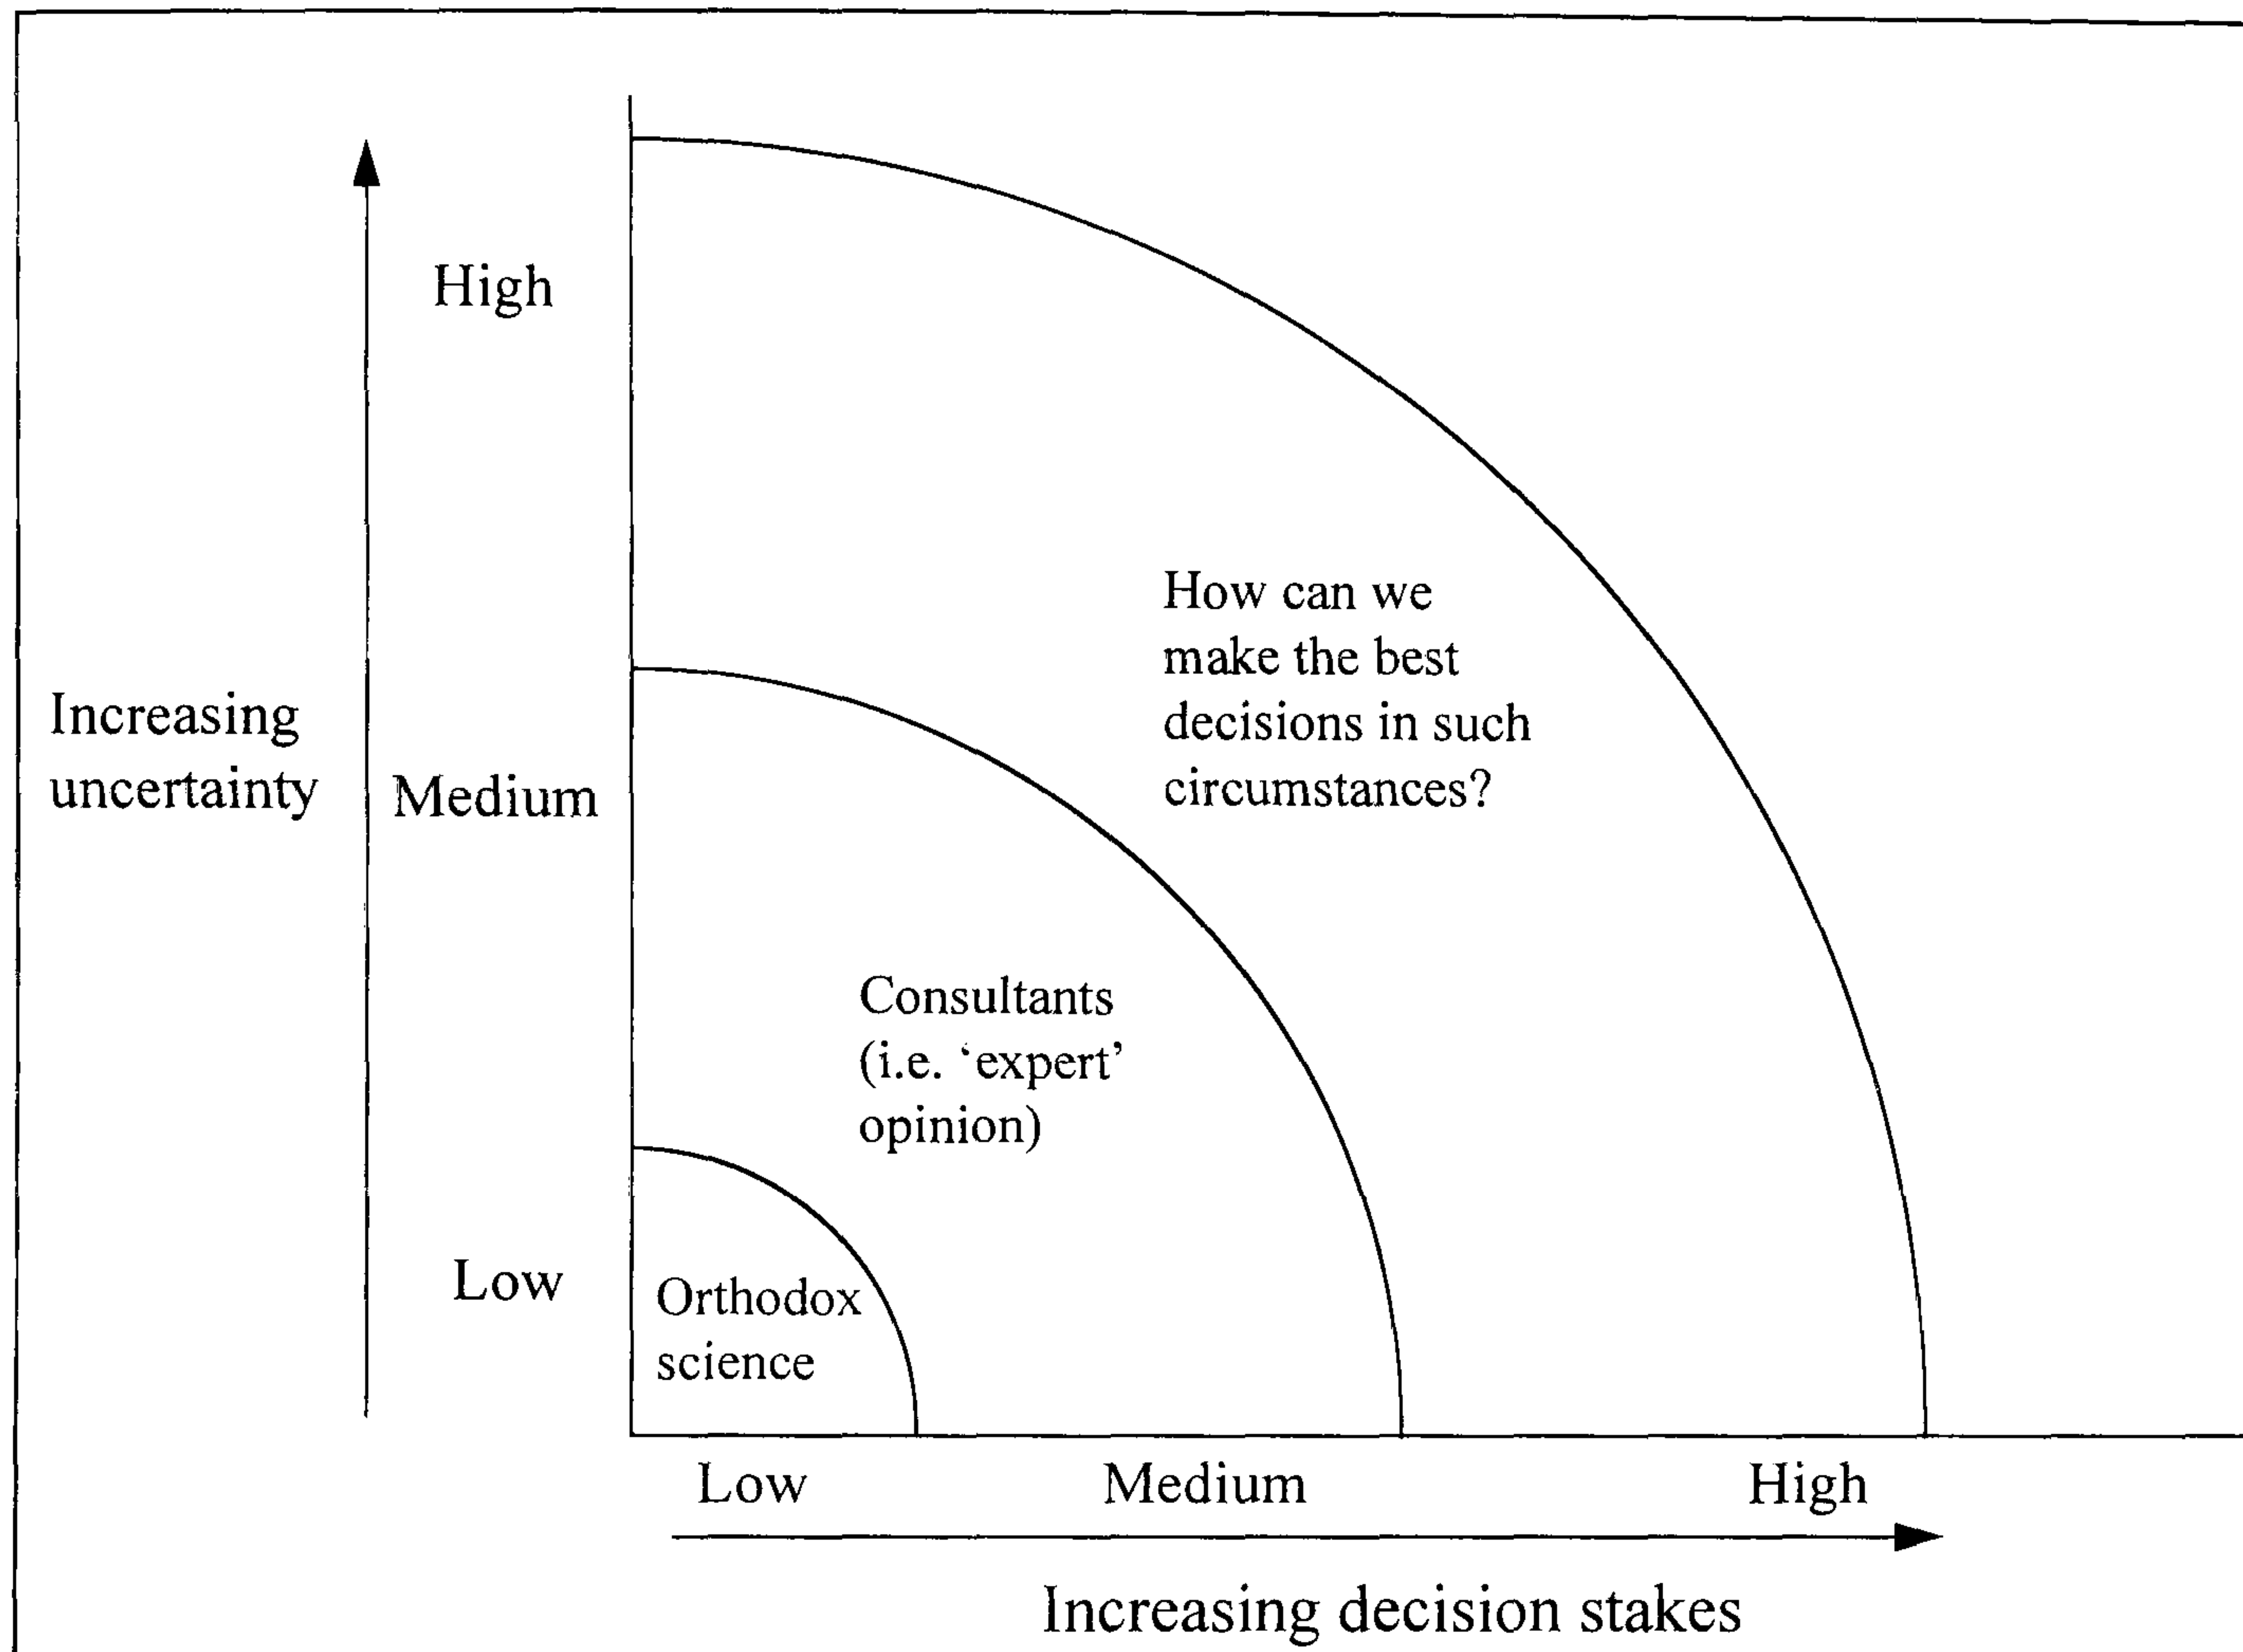 High
How can we
make the best
decisions in such
circumstances?
Increasing
uncertainty
Medium
Consultants
(i.e. ‘expert’
opinion)
Low
Orthodox
science
Low
Medium
High
Increasing decision stakes